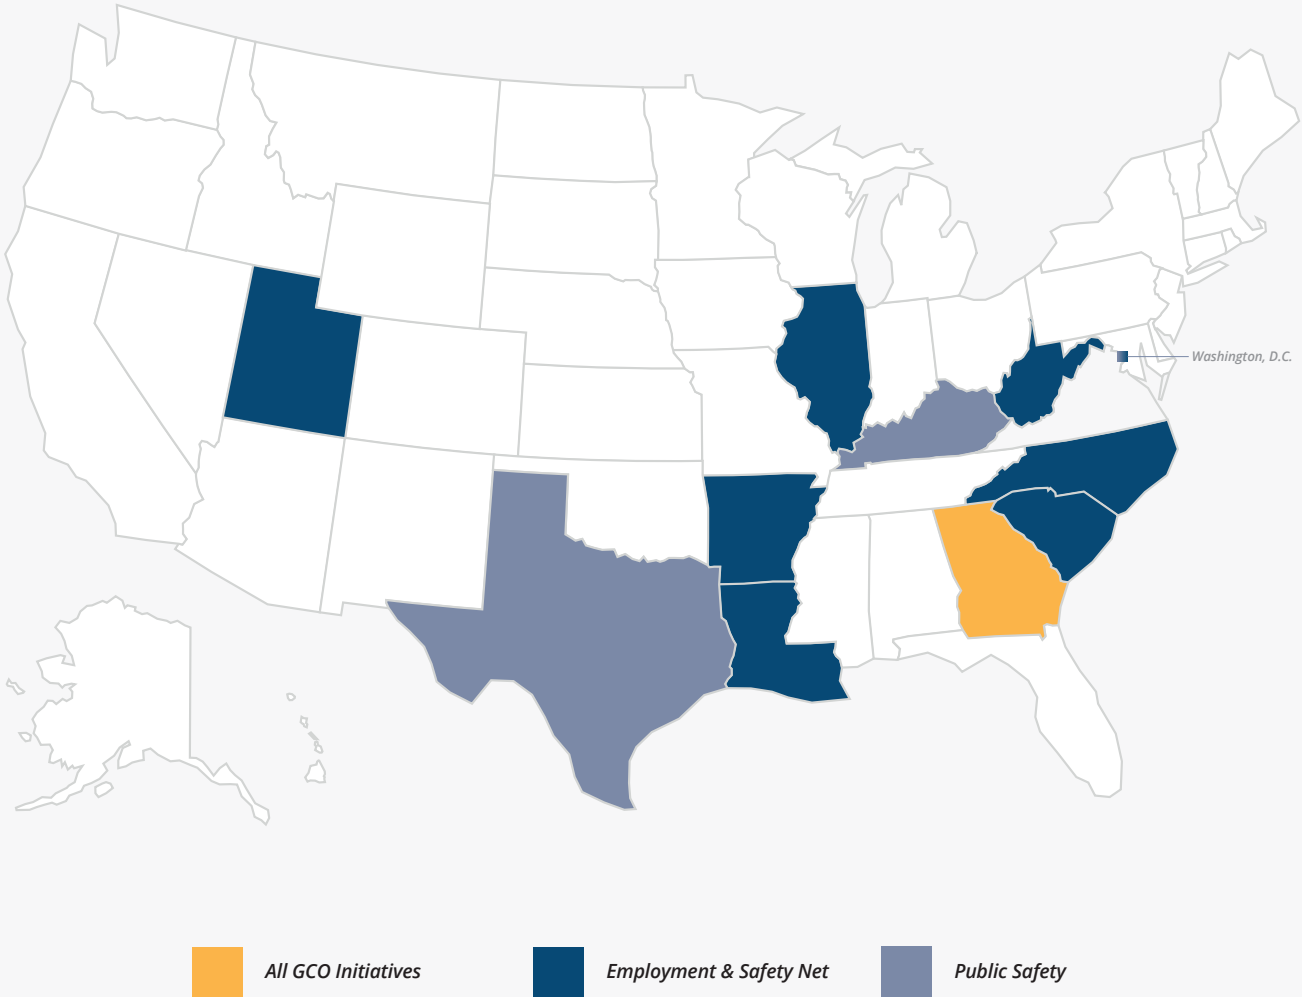 Washington, D.C.
All GCO Initiatives
Employment & Safety Net
Public Safety